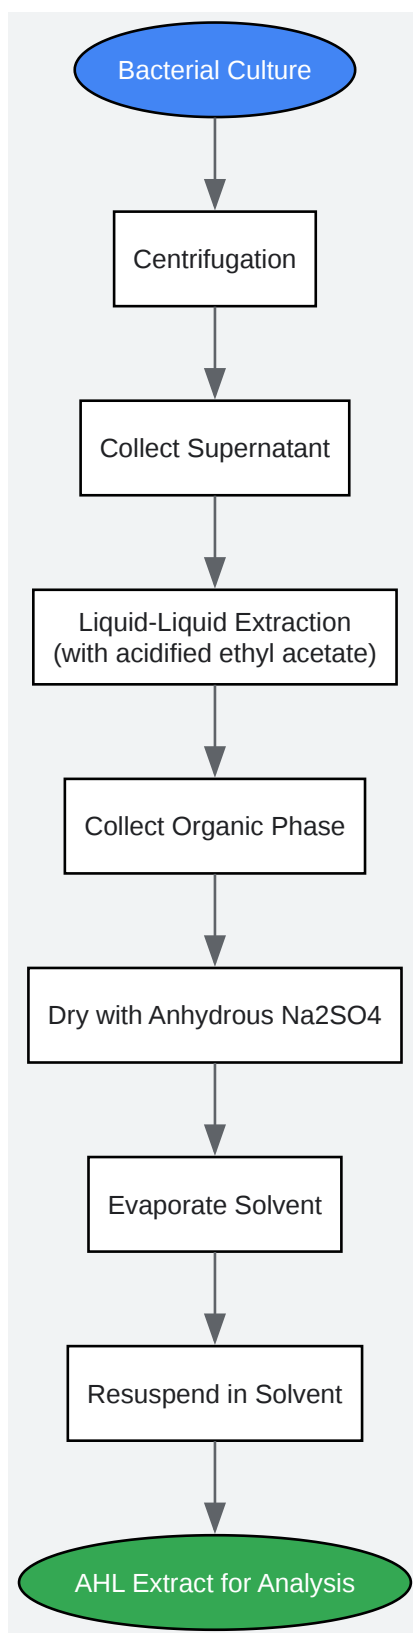 Bacterial Culture
Centrifugation
Collect Supernatant
Liquid-Liquid Extraction
(with acidified ethyl acetate)
Collect Organic Phase
Dry with Anhydrous Na2SO4
Evaporate Solvent
Resuspend in Solvent
AHL Extract for Analysis